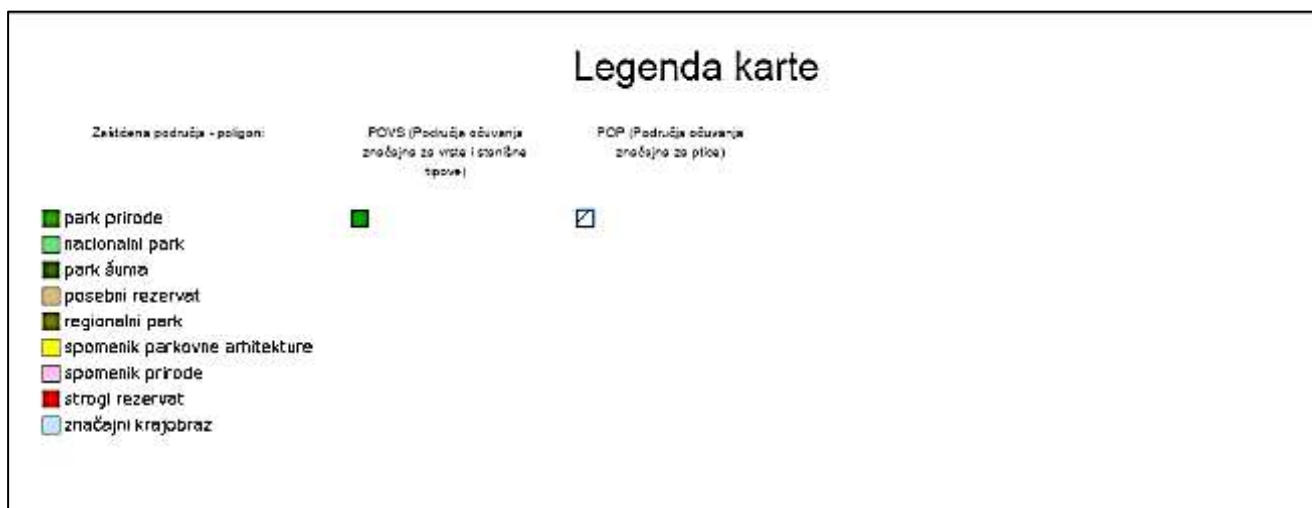 Legenda karte
Zaštićena područja - poligoni
POVS (Područja očuvanja
značajna za vrste i stanišne
tipove)
POP (Područja očuvanja
značajna za ptice)
park prirode
nacionalni park
park šuma
posebni rezervat
regionalni park
spomenik parkovne arhitekture
spomenik prirode
strogi rezervat
značajni krajobraz